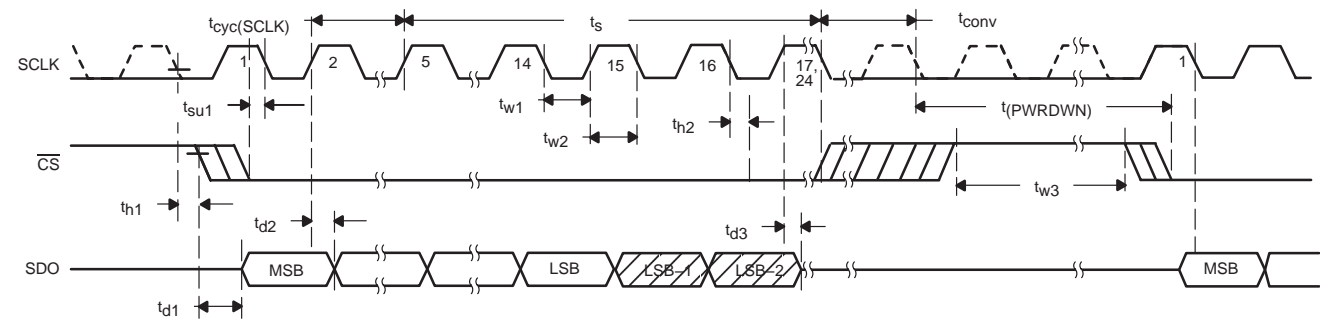 tcyc(SCLK) ts tconv
SCLK 1 2 5 14 15 16 17, 24 1
tsu1 tw1 tw2 th2 t(PWRDWN)
CS
th1 tw3
td2 td3
SDO MSB LSB LSB–1 LSB–2 MSB
td1